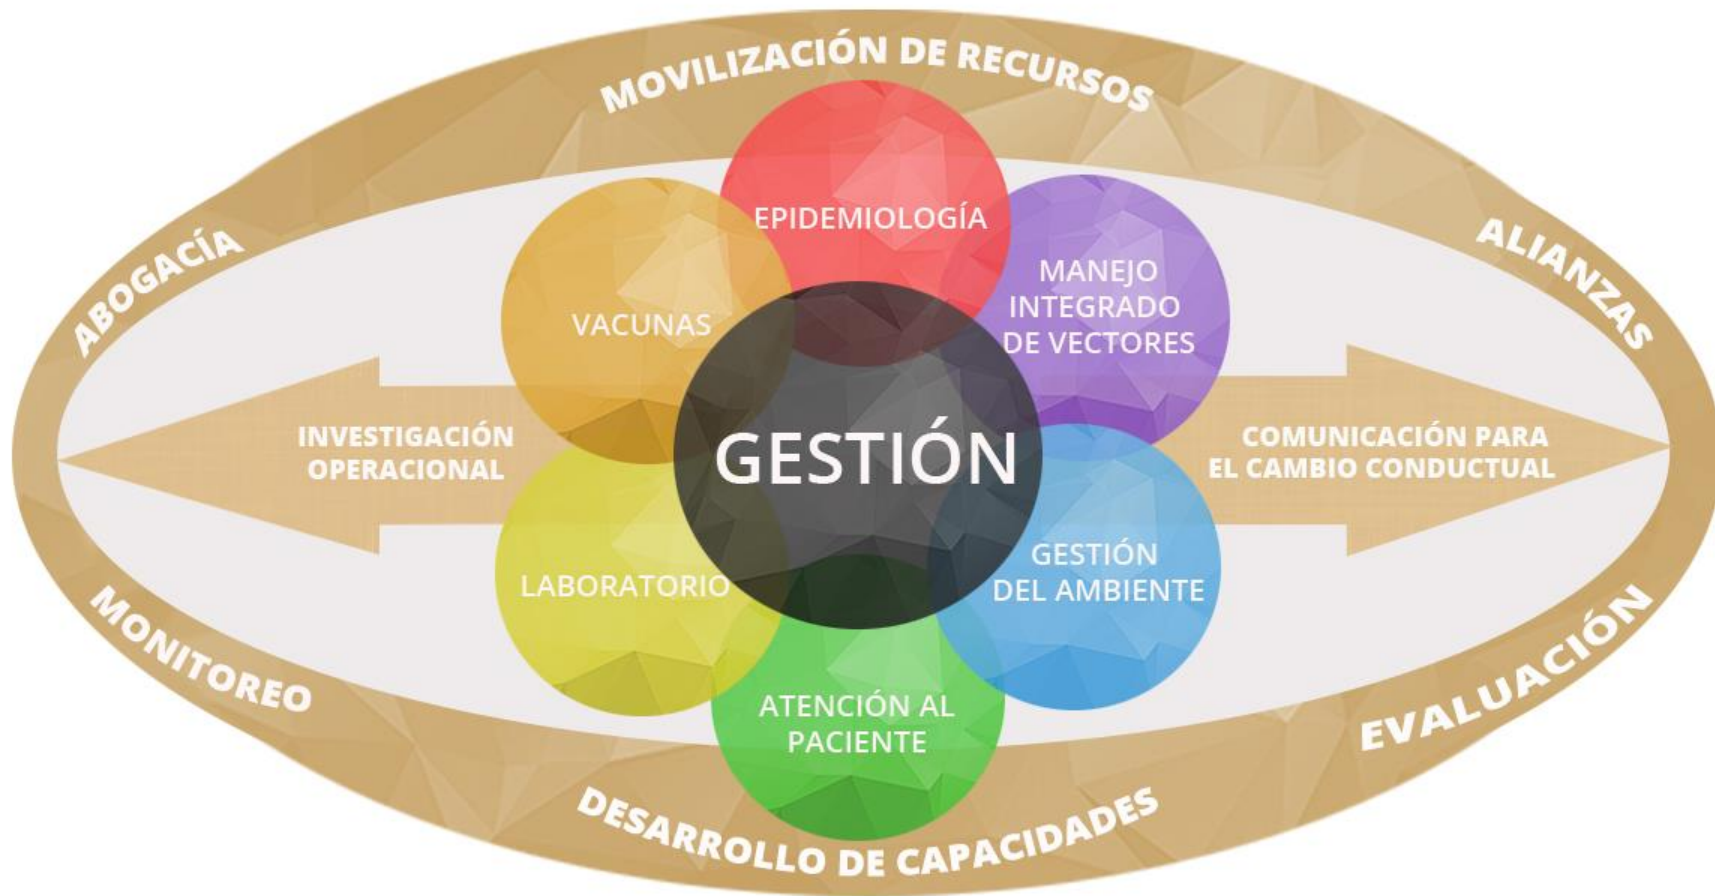 MOVILIZACIÓN DE RECURSOS
ABOGACÍA
ALIANZAS
EPIDEMIOLOGÍA
VACUNAS
MANEJO
INTEGRADO
DE VECTORES
INVESTIGACIÓN
OPERACIONAL
GESTIÓN
COMUNICACIÓN PARA
EL CAMBIO CONDUCTUAL
LABORATORIO
GESTIÓN
DEL AMBIENTE
ATENCIÓN AL
PACIENTE
MONITOREO
EVALUACIÓN
DESARROLLO DE CAPACIDADES